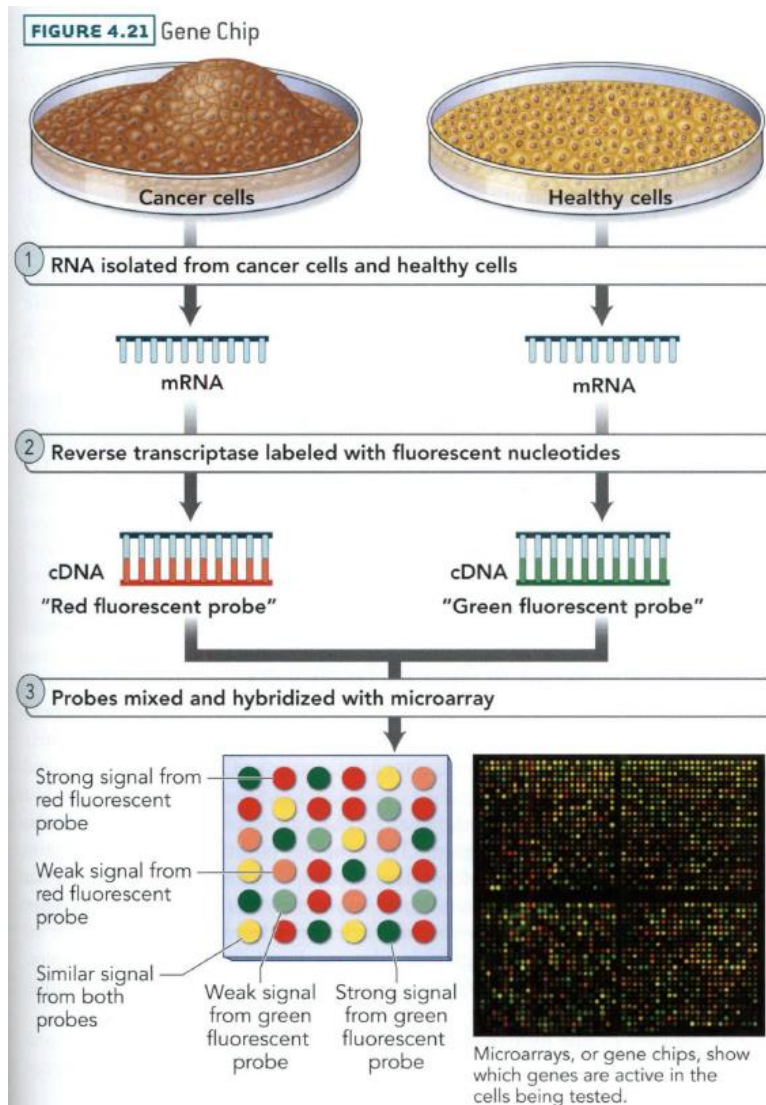 FIGURE 4.21 Gene Chip
Cancer cells
Healthy cells
1 RNA isolated from cancer cells and healthy cells
mRNA
mRNA
2 Reverse transcriptase labeled with fluorescent nucleotides
cDNA
"Red fluorescent probe"
cDNA
"Green fluorescent probe"
3 Probes mixed and hybridized with microarray
Strong signal from
red fluorescent
probe
Weak signal from
red fluorescent
probe
Similar signal
from both
probes
Weak signal
from green
fluorescent
probe
Strong signal
from green
fluorescent
probe
Microarrays, or gene chips, show
which genes are active in the
cells being tested.